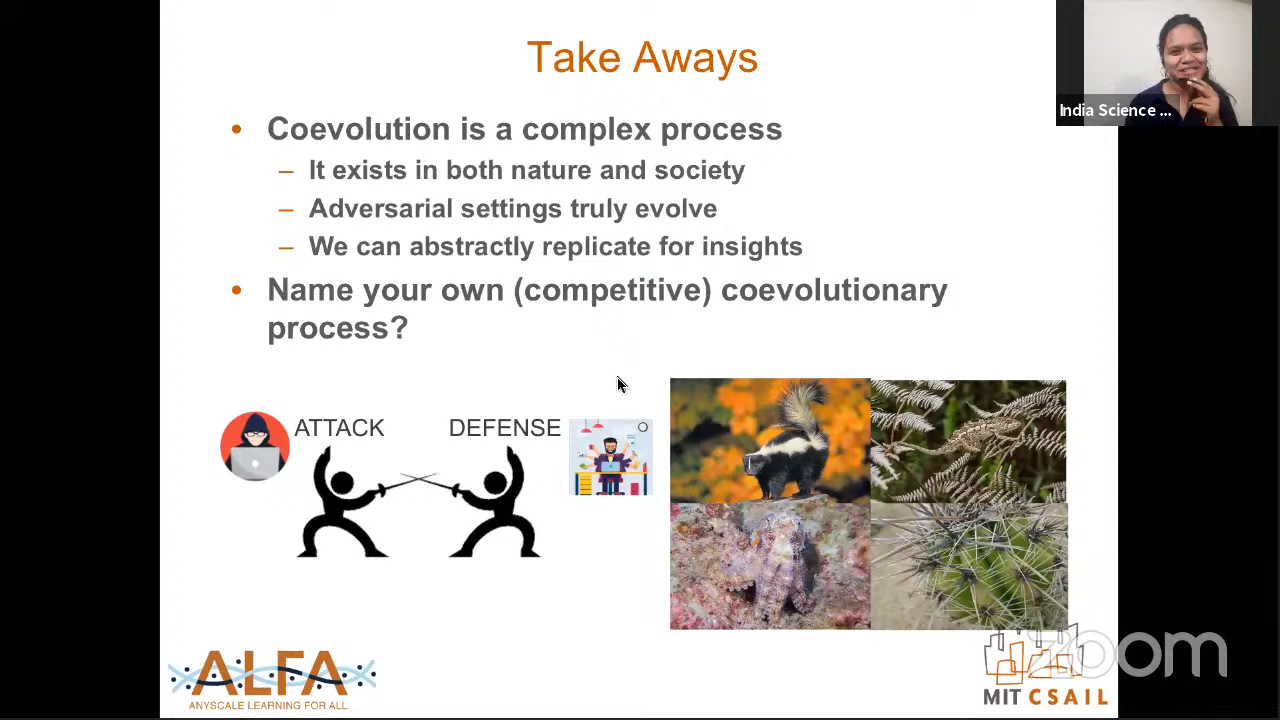 Take Aways
India Science ...
• Coevolution is a complex process
– It exists in both nature and society
– Adversarial settings truly evolve
– We can abstractly replicate for insights
• Name your own (competitive) coevolutionary
process?
ATTACK
DEFENSE
ALFA
ANYSCALE LEARNING FOR ALL
MIT CSAIL
zoom